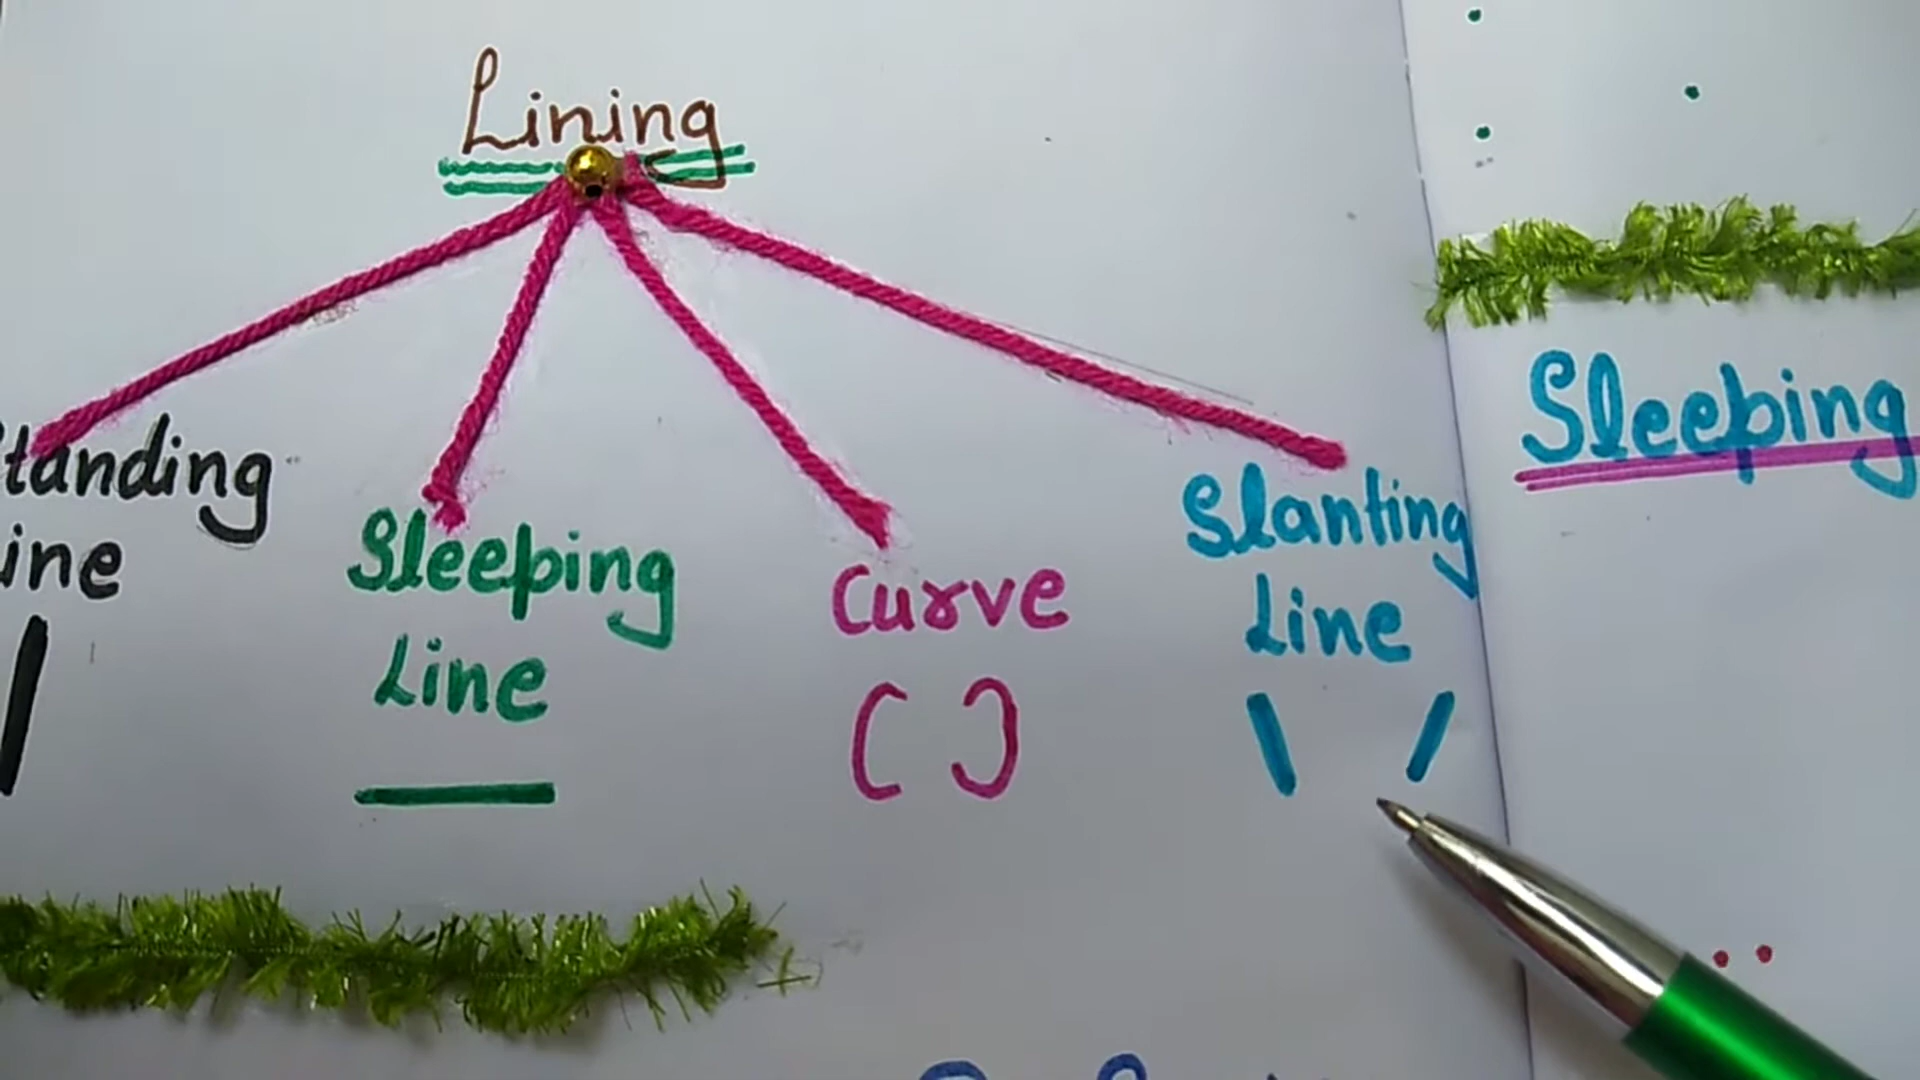 Lining
tanding
ine
Sleeping
Line
Curve
Slanting
Line
Sleeping